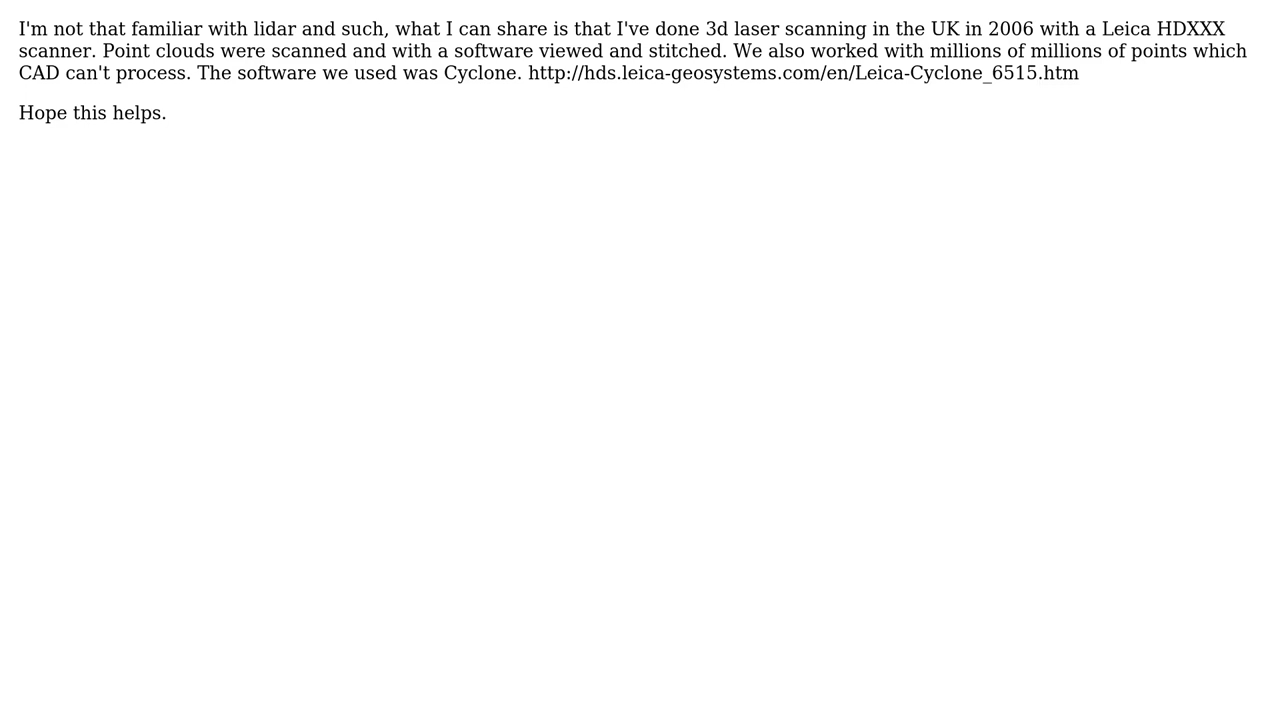 I'm not that familiar with lidar and such, what I can share is that I've done 3d laser scanning in the UK in 2006 with a Leica HDXXX
scanner. Point clouds were scanned and with a software viewed and stitched. We also worked with millions of millions of points which
CAD can't process. The software we used was Cyclone. http://hds.leica-geosystems.com/en/Leica-Cyclone_6515.htm
Hope this helps.